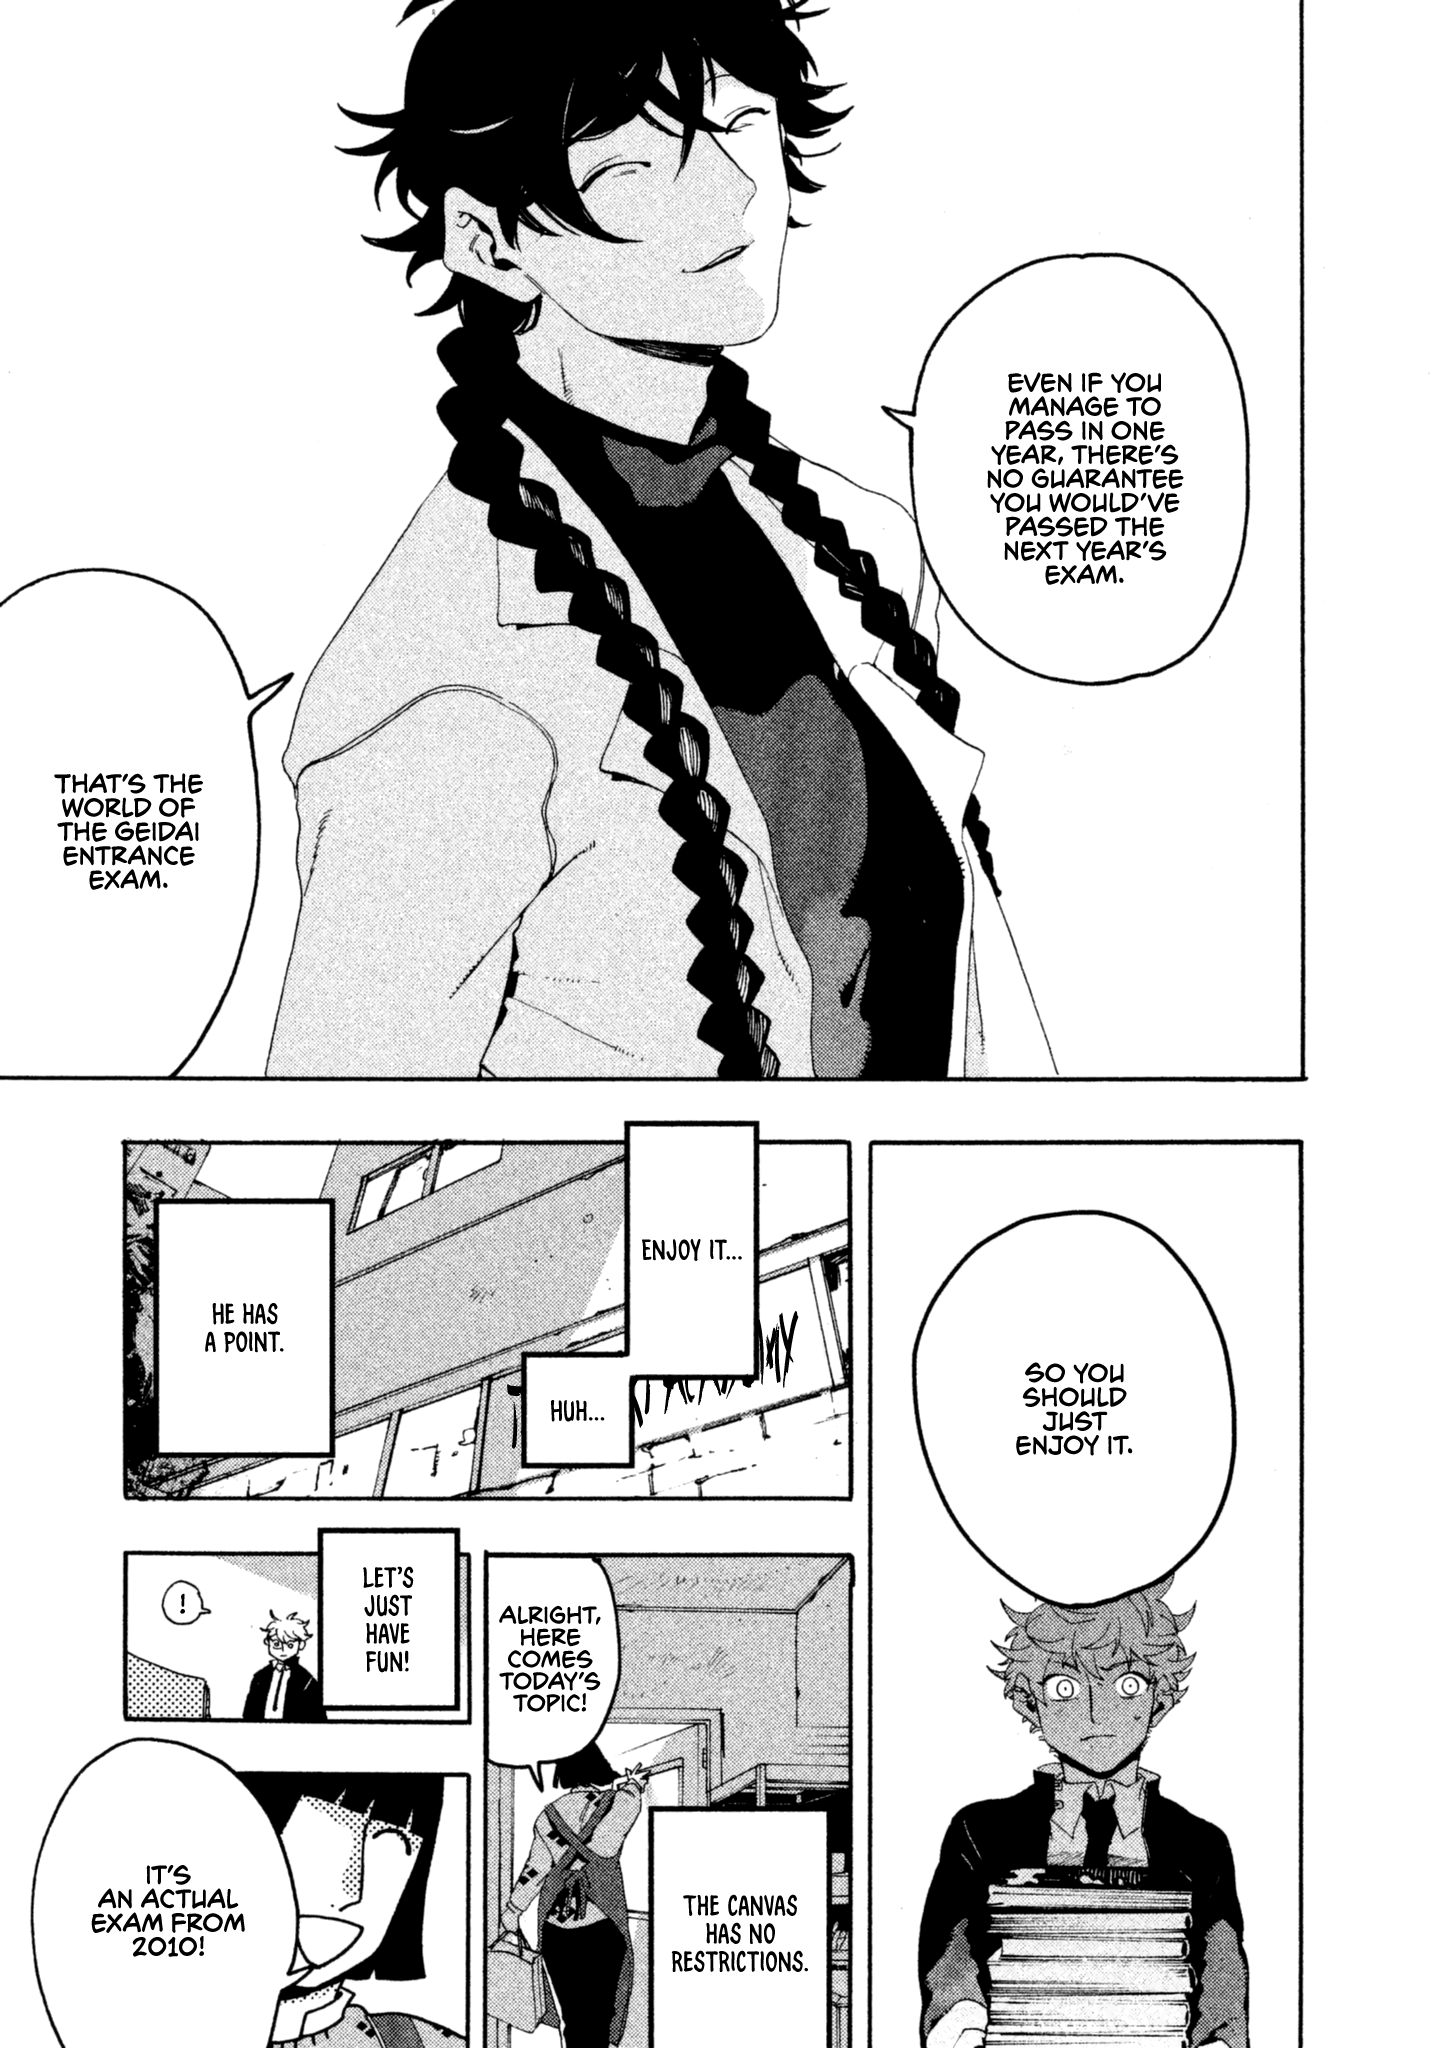 EVEN IF YOU
MANAGE TO
PASS IN ONE
YEAR, THERE'S
NO GUARANTEE
YOU WOULD'VE
PASSED THE
NEXT YEAR'S
EXAM.
THAT'S THE
WORLD OF
THE GEIDAI
ENTRANCE
EXAM.
SO YOU
SHOULD
JUST
ENJOY IT.
ENJOY IT...
HUH...
HE HAS
A POINT.
LET'S
JUST
HAVE
FUN!
!
ALRIGHT,
HERE
COMES
TODAY'S
TOPIC!
THE CANVAS
HAS NO
RESTRICTIONS.
IT'S
AN ACTUAL
EXAM FROM
2010!